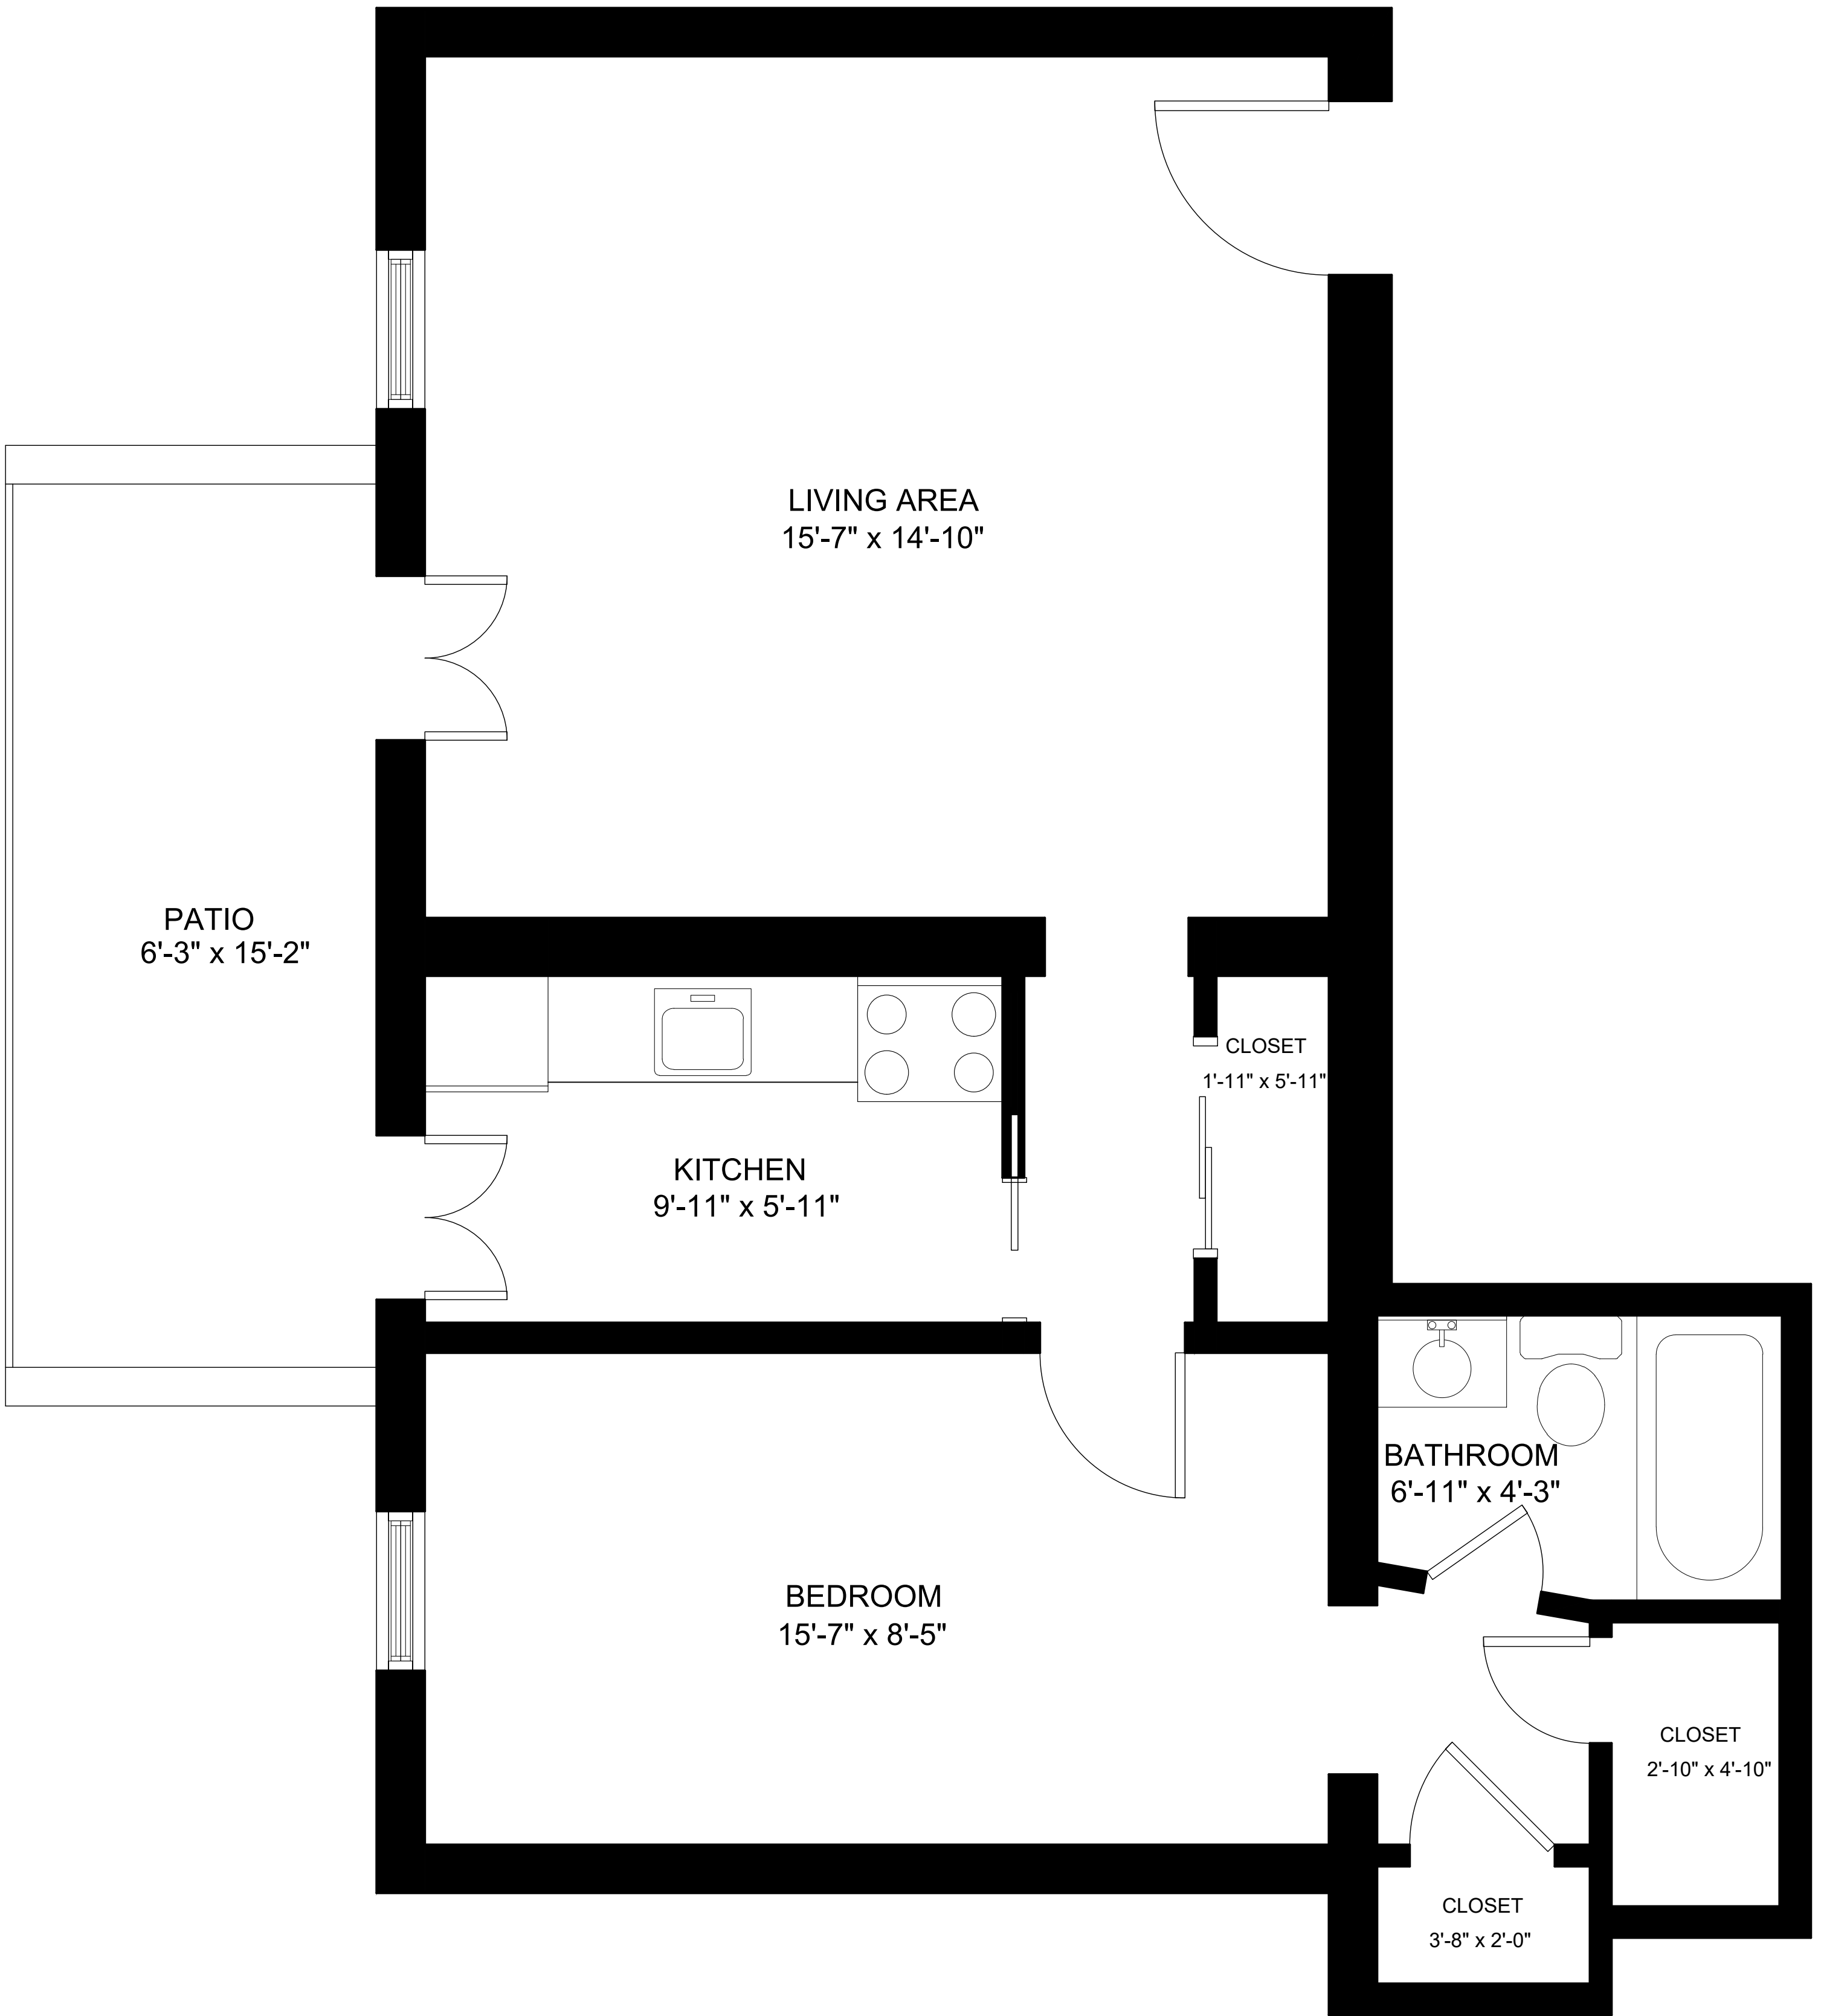 LIVING AREA
15'-7" x 14'-10"
PATIO
6'-3" x 15'-2"
CLOSET
1'-11" x 5'-11"
KITCHEN
9'-11" x 5'-11"
BATHROOM
6'-11" x 4'-3"
BEDROOM
15'-7" x 8'-5"
CLOSET
2'-10" x 4'-10"
CLOSET
3'-8" x 2'-0"